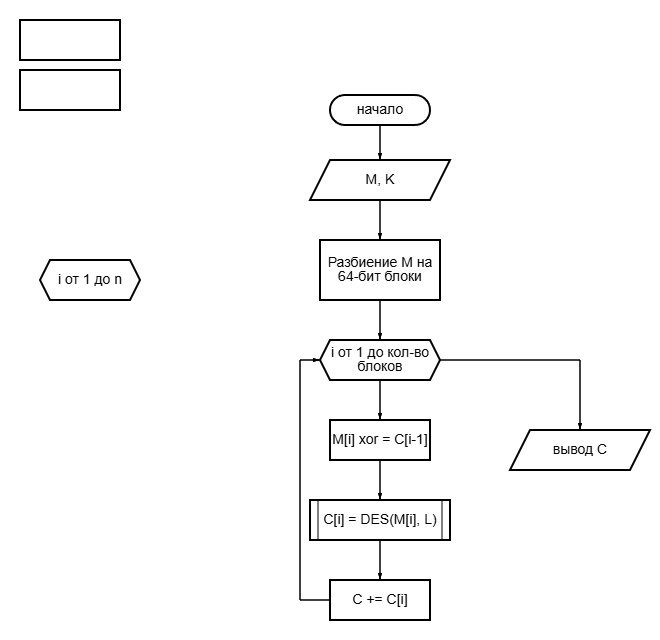 начало
M, K
Разбиение M на
64-бит блоки
i от 1 до n
i от 1 до кол-во
блоков
M[i] xor = C[i-1]
вывод C
C[i] = DES(M[i], L)
C += C[i]